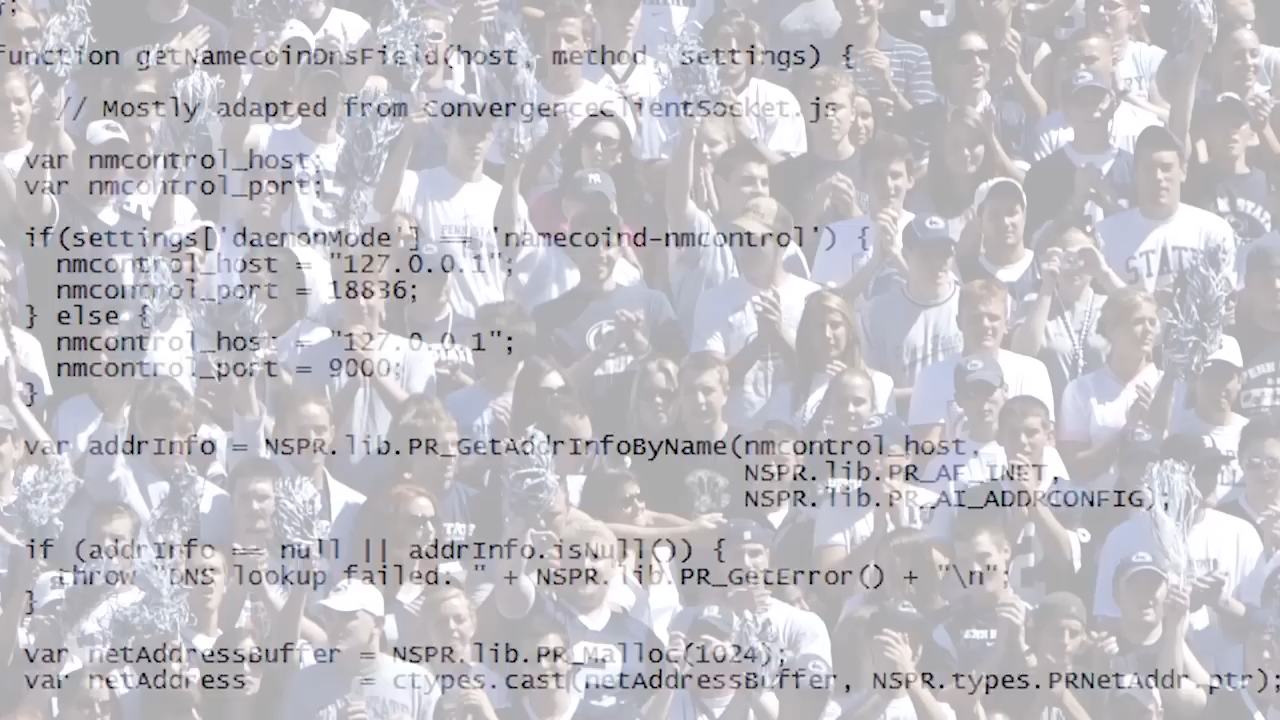 };
function getNamecoinDnsField(host, method, settings) {
// Mostly adapted from ConvergenceClientSocket.js
var nmcontrol_host;
var nmcontrol_port;
if(settings['daemonMode'] == 'namecoind-nmcontrol') {
nmcontrol_host = "127.0.0.1";
nmcontrol_port = 18836;
} else {
nmcontrol_host = "127.0.0.1";
nmcontrol_port = 9000;
}
var addrInfo = NSPR.lib.PR_GetAddrInfoByName(nmcontrol_host,
NSPR.lib.PR_AF_INET,
NSPR.lib.PR_AI_ADDRCONFIG);
if (addrInfo == null || addrInfo.isNull()) {
throw "DNS lookup failed: " + NSPR.lib.PR_GetError() + "\n";
}
var netAddressBuffer = NSPR.lib.PR_Malloc(1024);
var netAddress = ctypes.cast(netAddressBuffer, NSPR.types.PRNetAddr.ptr);
STATE